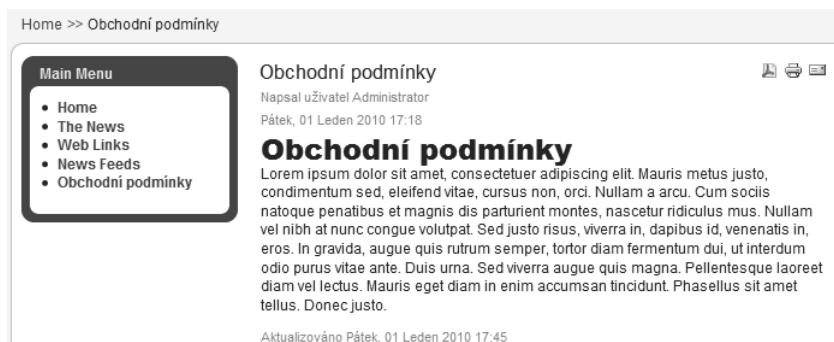 Home >> Obchodní podmínky
Main Menu
Home
The News
Web Links
News Feeds
Obchodní podmínky
Obchodní podmínky
Napsal uživatel Administrator
Pátek, 01 Leden 2010 17:18
Obchodní podmínky
Lorem ipsum dolor sit amet, consectetuer adipiscing elit. Mauris metus justo,
condimentum sed, eleifend vitae, cursus non, orci. Nullam a arcu. Cum sociis
natoque penatibus et magnis dis parturient montes, nascetur ridiculus mus. Nullam
vel nibh at nunc congue volutpat. Sed justo risus, viverra in, dapibus id, venenatis in,
eros. In gravida, augue quis rutrum semper, tortor diam fermentum dui, ut interdum
odio purus vitae ante. Duis urna. Sed viverra augue quis magna. Pellentesque laoreet
diam vel lectus. Mauris eget diam in enim accumsan tincidunt. Phasellus sit amet
tellus. Donec justo.
Aktualizováno Pátek, 01 Leden 2010 17:45